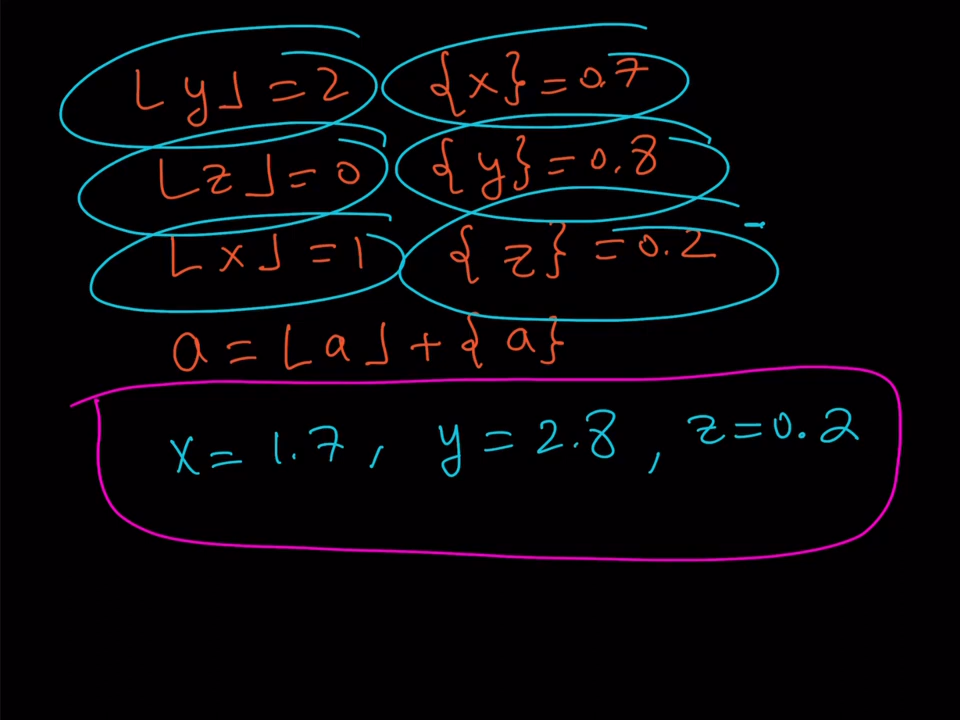 ⌊y⌋ = 2 {x} = 0.7
⌊z⌋ = 0 {y} = 0.8
⌊x⌋ = 1 {z} = 0.2
a = ⌊a⌋ + {a}
x = 1.7, y = 2.8, z = 0.2